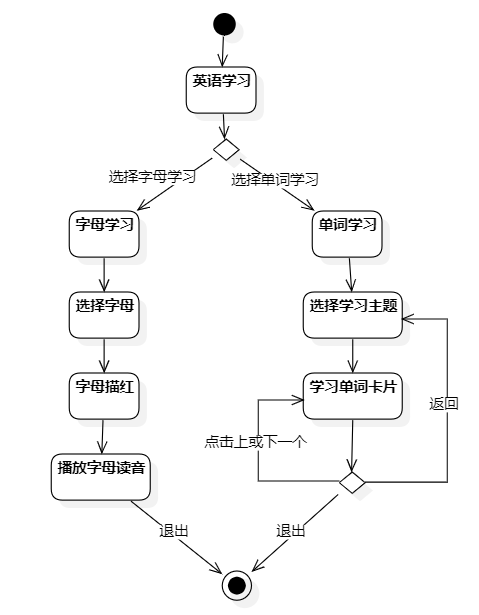 英语学习
选择字母学习
选择单词学习
字母学习
单词学习
选择字母
选择学习主题
字母描红
学习单词卡片
返回
点击上或下一个
播放字母读音
退出
退出